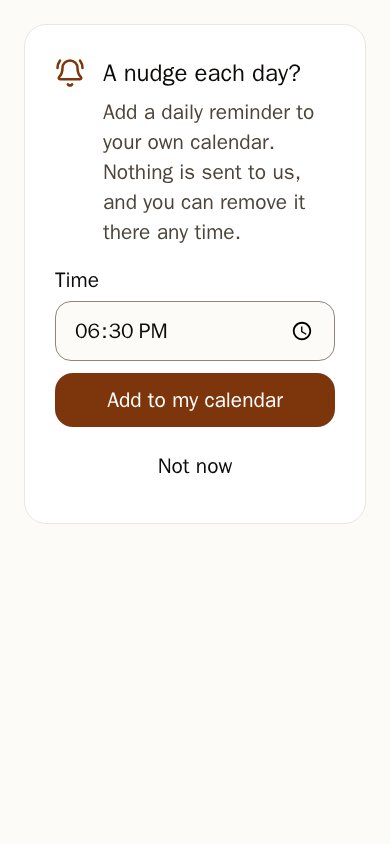 A nudge each day?
Add a daily reminder to
your own calendar.
Nothing is sent to us,
and you can remove it
there any time.
Time
06:30 PM
Add to my calendar
Not now